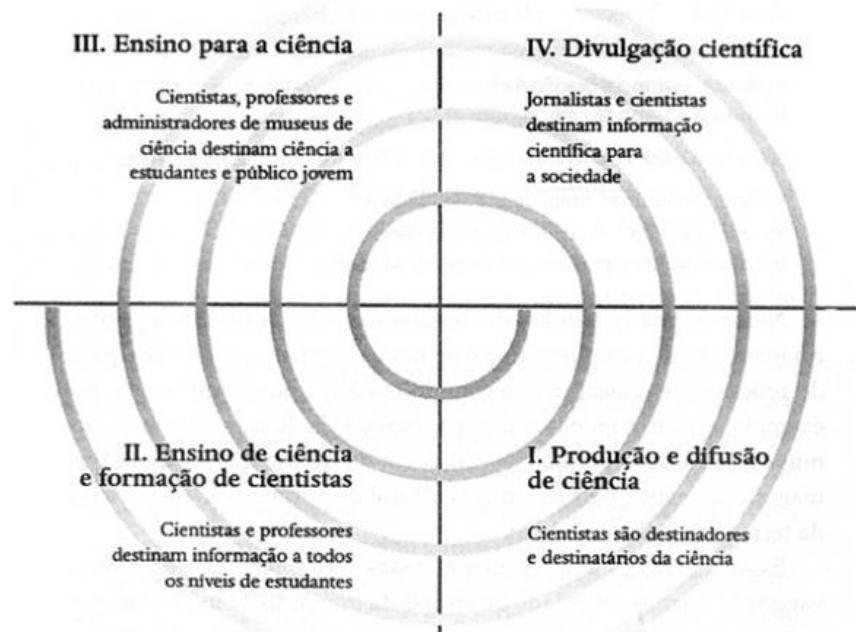 III. Ensino para a ciência
Cientistas, professores e
administradores de museus de
ciência destinam ciência a
estudantes e público jovem
IV. Divulgação científica
Jornalistas e cientistas
destinam informação
científica para
a sociedade
II. Ensino de ciência
e formação de cientistas
Cientistas e professores
destinam informação a todos
os níveis de estudantes
I. Produção e difusão
de ciência
Cientistas são destinadores
e destinatários da ciência